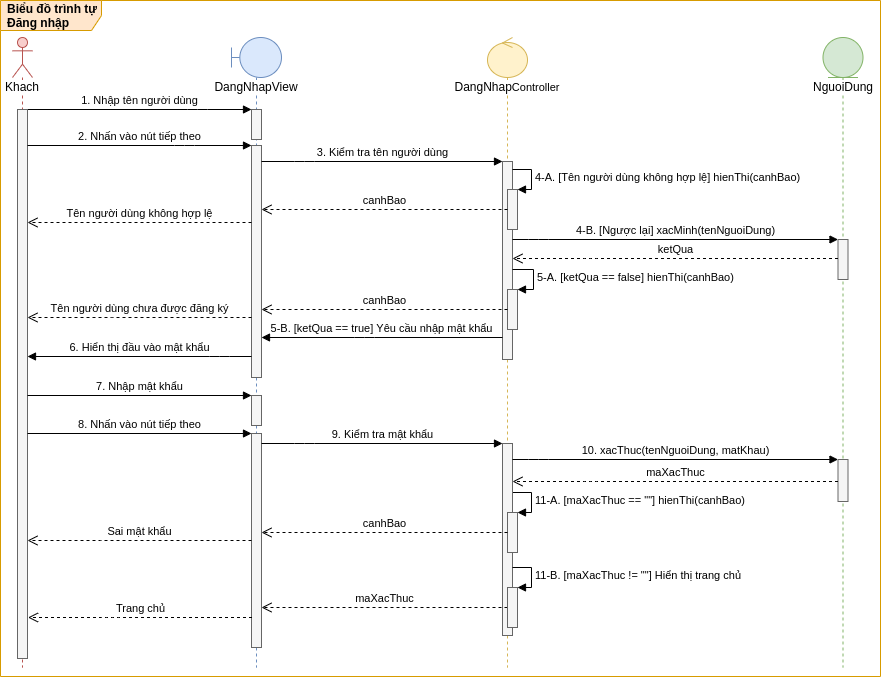 Biểu đồ trình tự
Đăng nhập
Khach
DangNhapView
DangNhapController
NguoiDung
1. Nhập tên người dùng
2. Nhấn vào nút tiếp theo
3. Kiểm tra tên người dùng
4-A. [Tên người dùng không hợp lệ] hienThi(canhBao)
canhBao
Tên người dùng không hợp lệ
4-B. [Ngược lại] xacMinh(tenNguoiDung)
ketQua
5-A. [ketQua == false] hienThi(canhBao)
canhBao
Tên người dùng chưa được đăng ký
5-B. [ketQua == true] Yêu cầu nhập mật khẩu
6. Hiển thị đầu vào mật khẩu
7. Nhập mật khẩu
8. Nhấn vào nút tiếp theo
9. Kiểm tra mật khẩu
10. xacThuc(tenNguoiDung, matKhau)
maXacThuc
11-A. [maXacThuc == ""] hienThi(canhBao)
canhBao
Sai mật khẩu
11-B. [maXacThuc != ""] Hiển thị trang chủ
maXacThuc
Trang chủ